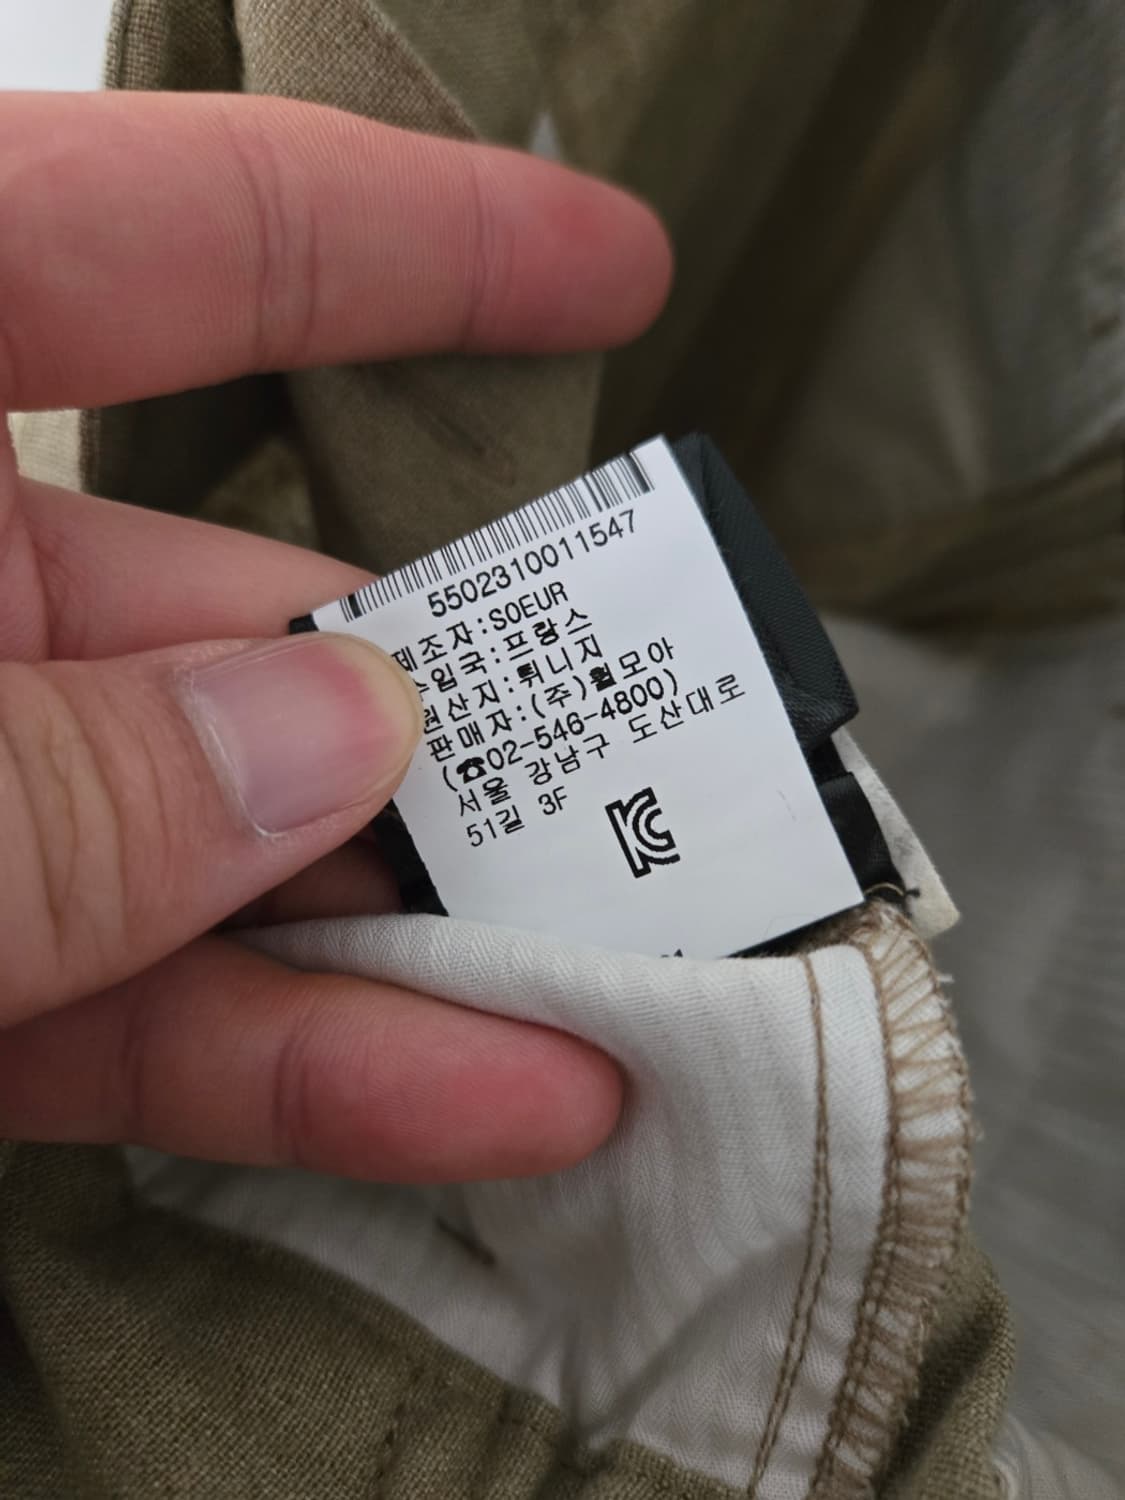 5502310011547
제조자:SOEUR
수입국:프랑스
원산지:튀니지
판매자:(주)월모아
(☎02-546-4800)
서울 강남구 도산대로
51길 3F